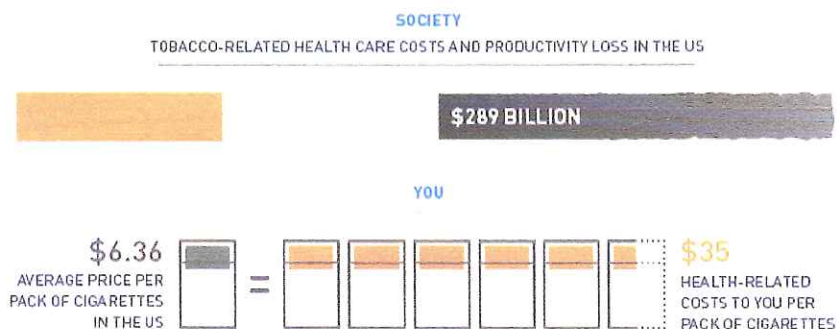 SOCIETY
TOBACCO-RELATED HEALTH CARE COSTS AND PRODUCTIVITY LOSS IN THE US
$289 BILLION
YOU
$6.36
AVERAGE PRICE PER
PACK OF CIGARETTES
IN THE US
=
$35
HEALTH-RELATED
COSTS TO YOU PER
PACK OF CIGARETTES